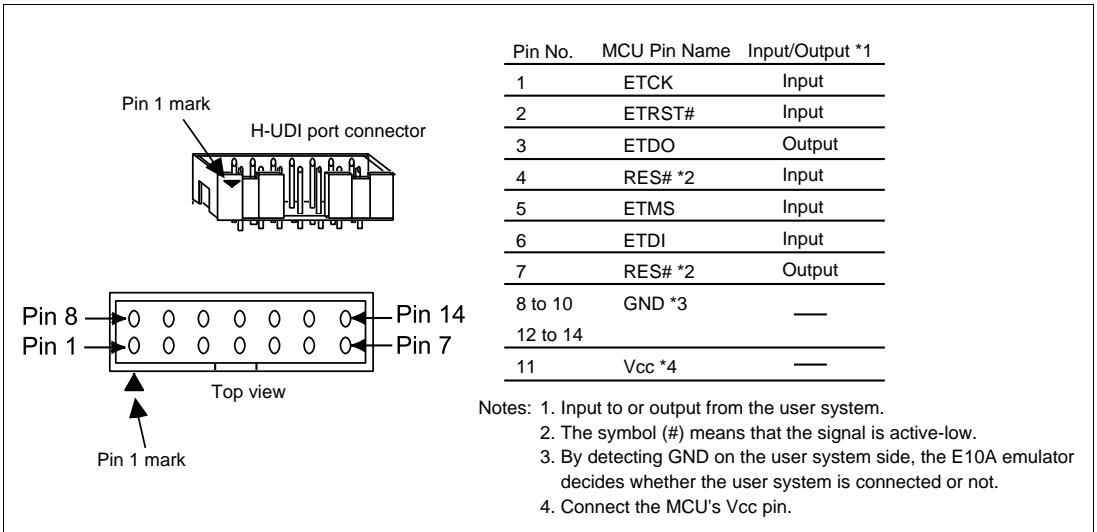 Pin 1 mark
H-UDI port connector
Pin 8
Pin 14
Pin 1
Pin 7
Top view
Pin 1 mark
Pin No. MCU Pin Name Input/Output *1
1 ETCK Input
2 ETRST# Input
3 ETDO Output
4 RES# *2 Input
5 ETMS Input
6 ETDI Input
7 RES# *2 Output
8 to 10 GND *3 —
12 to 14
11 Vcc *4 —
Notes: 1. Input to or output from the user system.
2. The symbol (#) means that the signal is active-low.
3. By detecting GND on the user system side, the E10A emulator
decides whether the user system is connected or not.
4. Connect the MCU's Vcc pin.